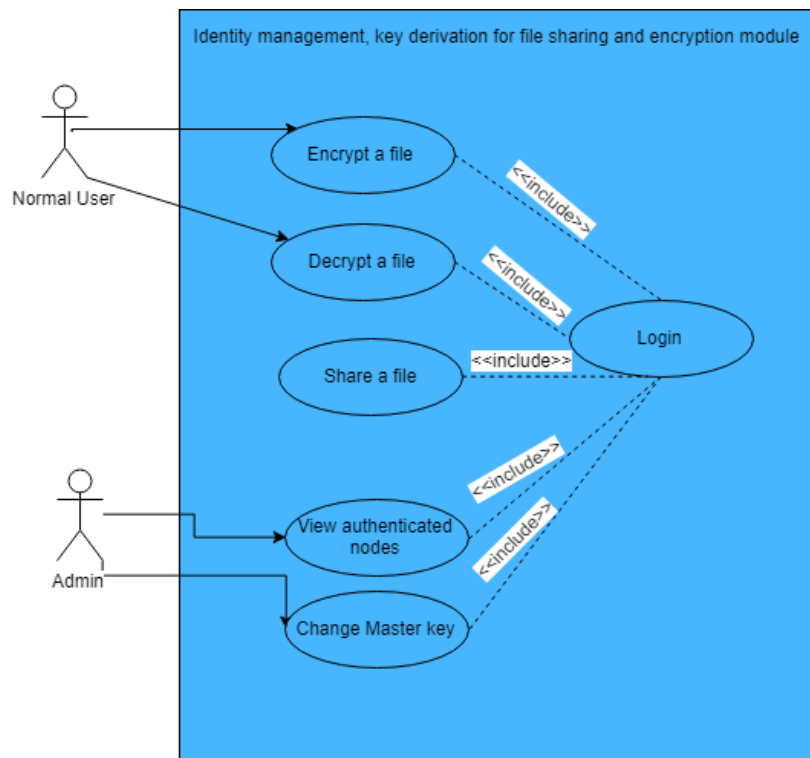 Identity management, key derivation for file sharing and encryption module
Normal User
Encrypt a file
<<include>>
Decrypt a file
<<include>>
Login
Share a file
<<include>>
Admin
View authenticated
nodes
<<include>>
Change Master key
<<include>>